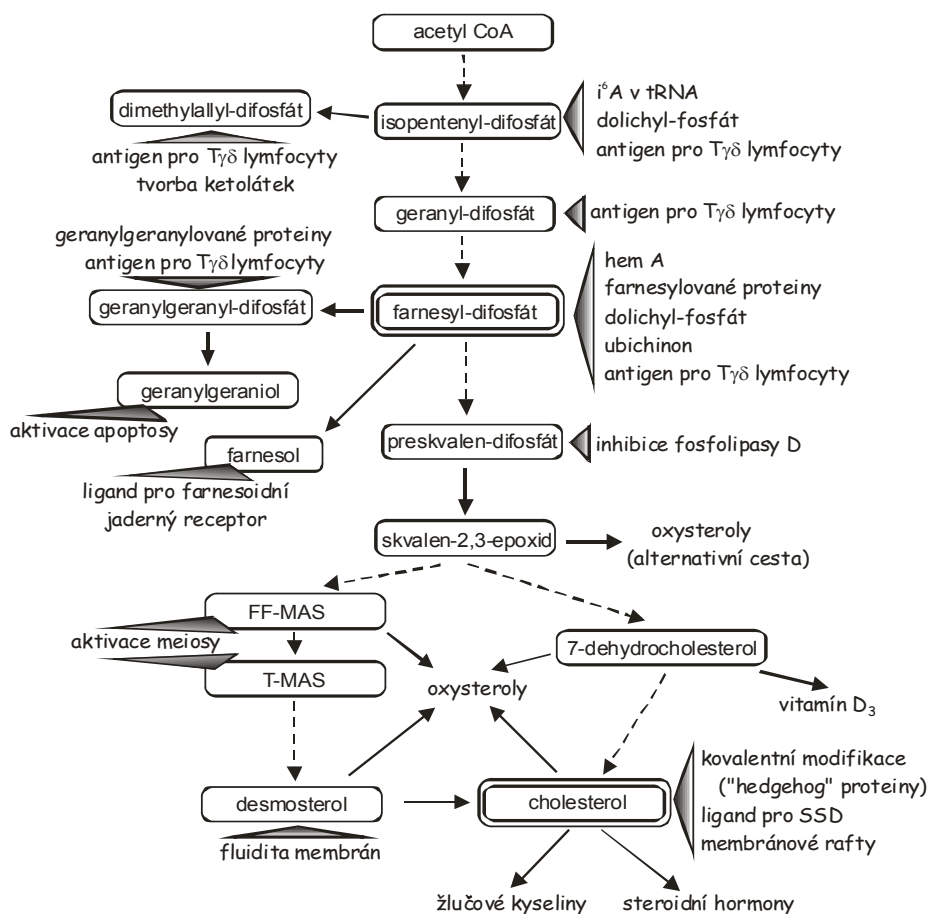 acetyl CoA
dimethylallyl-difosfát
isopentenyl-difosfát
i⁶A v tRNA
dolichyl-fosfát
antigen pro Tγδ lymfocyty
antigen pro Tγδ lymfocyty
tvorba ketolátek
geranyl-difosfát
antigen pro Tγδ lymfocyty
geranylgeranylované proteiny
antigen pro Tγδ lymfocyty
geranylgeranyl-difosfát
farnesyl-difosfát
hem A
farnesylované proteiny
dolichyl-fosfát
ubichinon
antigen pro Tγδ lymfocyty
geranylgeraniol
aktivace apoptosy
farnesol
ligand pro farnesoidní
jaderný receptor
preskvalen-difosfát
inhibice fosfolipasy D
skvalen-2,3-epoxid
oxysteroly
(alternativní cesta)
FF-MAS
aktivace meiosy
T-MAS
7-dehydrocholesterol
oxysteroly
vitamín D₃
desmosterol
fluidita membrán
cholesterol
kovalentní modifikace
("hedgehog" proteiny)
ligand pro SSD
membránové rafty
žlučové kyseliny
steroidní hormony